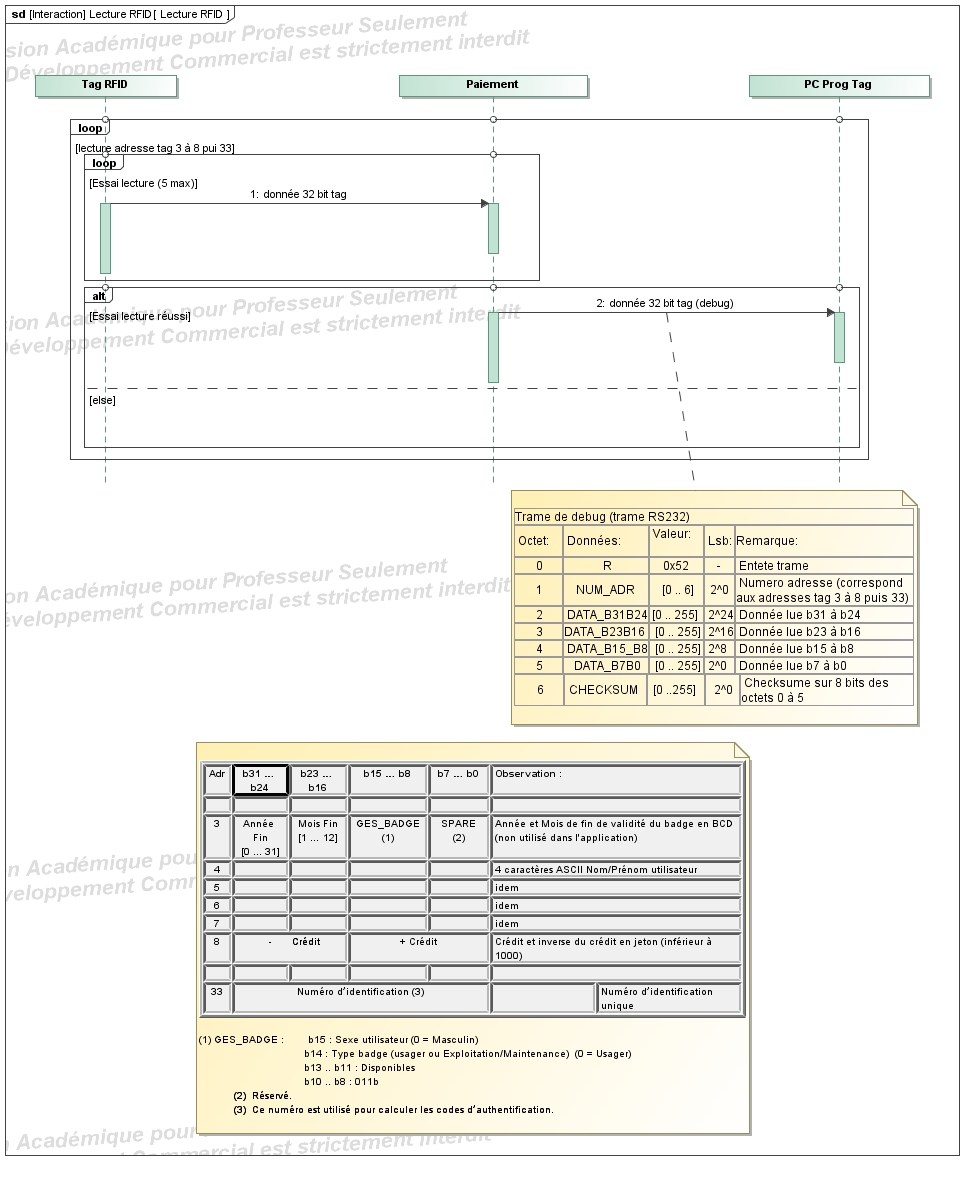 sd [Interaction] Lecture RFID[ Lecture RFID ]
sion Académique pour Professeur Seulement
Développement Commercial est strictement interdit
Tag RFID
Paiement
PC Prog Tag
loop
[lecture adresse tag 3 à 8 pui 33]
loop
[Essai lecture (5 max)]
1: donnée 32 bit tag
alt
[Essai lecture réussi]
2: donnée 32 bit tag (debug)
sion Académique pour Professeur Seulement
Développement Commercial est strictement interdit
[else]
Trame de debug (trame RS232)
Octet: Données: Valeur: Lsb: Remarque:
0 R 0x52 - Entete trame
1 NUM_ADR [0 .. 6] 2^0 Numero adresse (correspond
aux adresses tag 3 à 8 puis 33)
2 DATA_B31B24 [0 .. 255] 2^24 Donnée lue b31 à b24
3 DATA_B23B16 [0 .. 255] 2^16 Donnée lue b23 à b16
4 DATA_B15_B8 [0 .. 255] 2^8 Donnée lue b15 à b8
5 DATA_B7B0 [0 .. 255] 2^0 Donnée lue b7 à b0
6 CHECKSUM [0 ..255] 2^0 Checksume sur 8 bits des
octets 0 à 5
on Académique pour Professeur Seulement
éveloppement Commercial est strictement interdit
Adr b31 ... b23 ... b15 ... b8 b7 ... b0 Observation :
b24 b16
3 Année Mois Fin GES_BADGE SPARE Année et Mois de fin de validité du badge en BCD
Fin [1 ... 12] (1) (2) (non utilisé dans l'application)
[0 ... 31]
4 4 caractères ASCII Nom/Prénom utilisateur
5 idem
6 idem
7 idem
8 - Crédit + Crédit Crédit et inverse du crédit en jeton (inférieur à
1000)
33 Numéro d'identification (3) Numéro d'identification
unique
n Académique pou
veloppement Comm
(1) GES_BADGE : b15 : Sexe utilisateur (0 = Masculin)
b14 : Type badge (usager ou Exploitation/Maintenance) (0 = Usager)
b13 .. b11 : Disponibles
b10 .. b8 : 011b
(2) Réservé.
(3) Ce numéro est utilisé pour calculer les codes d'authentification.
Académique pour
Commercial est strictement interdit